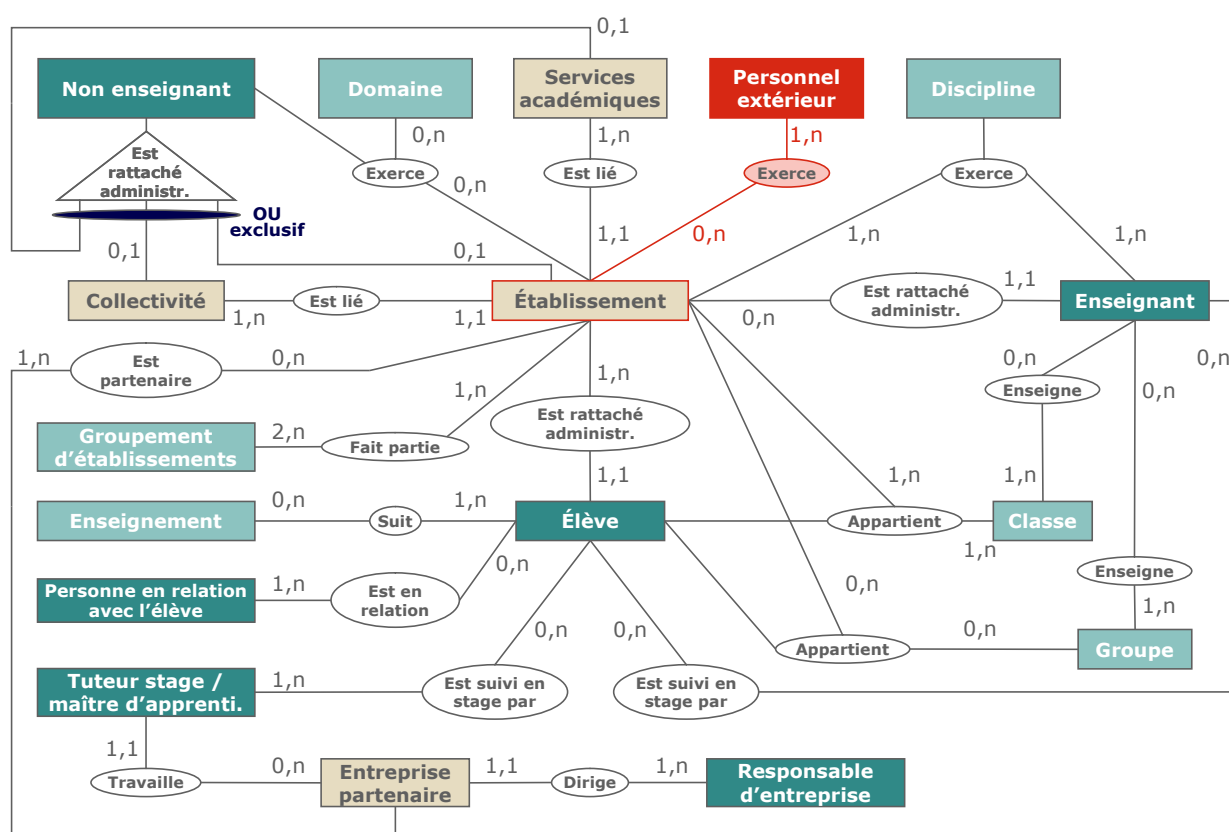 0,1
Non enseignant
Domaine
Services
académiques
Personnel
extérieur
Discipline
0,n
1,n
1,n
Est
rattaché
administr.
Exerce
Est lié
Exerce
Exerce
0,n
OU
exclusif
0,1
0,1
1,1
0,n
1,n
1,n
Collectivité
Est lié
Établissement
Est rattaché
administr.
1,1
Enseignant
1,n
1,1
0,n
1,n
Est
partenaire
0,n
1,n
1,n
0,n
Enseigne
0,n
0,n
Groupement
d’établissements
2,n
Fait partie
Est rattaché
administr.
Enseignement
0,n
Suit
1,n
1,1
Élève
1,n
Appartient
1,n
1,n
Classe
Personne en relation
avec l’élève
1,n
Est en
relation
0,n
0,n
Enseigne
1,n
0,n
0,n
Appartient
0,n
Groupe
Tuteur stage /
maître d’apprenti.
1,n
Est suivi en
stage par
Est suivi en
stage par
1,1
Travaille
0,n
Entreprise
partenaire
1,1
Dirige
1,n
Responsable
d’entreprise